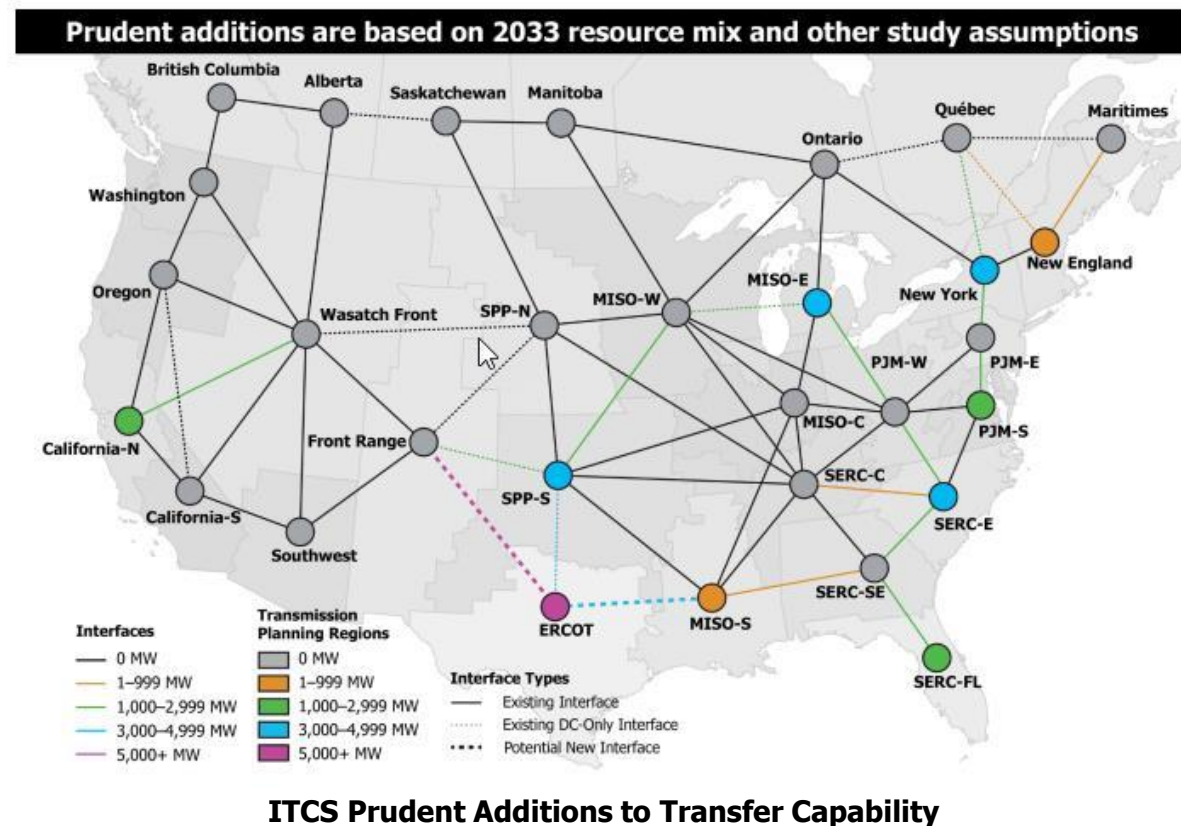 Prudent additions are based on 2033 resource mix and other study assumptions
British Columbia
Alberta
Saskatchewan
Manitoba
Québec
Maritimes
Ontario
Washington
Oregon
MISO-E
New England
New York
Wasatch Front
SPP-N
MISO-W
PJM-W
PJM-E
MISO-C
PJM-S
California-N
Front Range
SERC-C
SPP-S
California-S
SERC-E
Southwest
SERC-SE
ERCOT
MISO-S
SERC-FL
Interfaces
0 MW
1–999 MW
1,000–2,999 MW
3,000–4,999 MW
5,000+ MW
Transmission
Planning Regions
0 MW
1–999 MW
1,000–2,999 MW
3,000–4,999 MW
5,000+ MW
Interface Types
Existing Interface
Existing DC-Only Interface
Potential New Interface
ITCS Prudent Additions to Transfer Capability